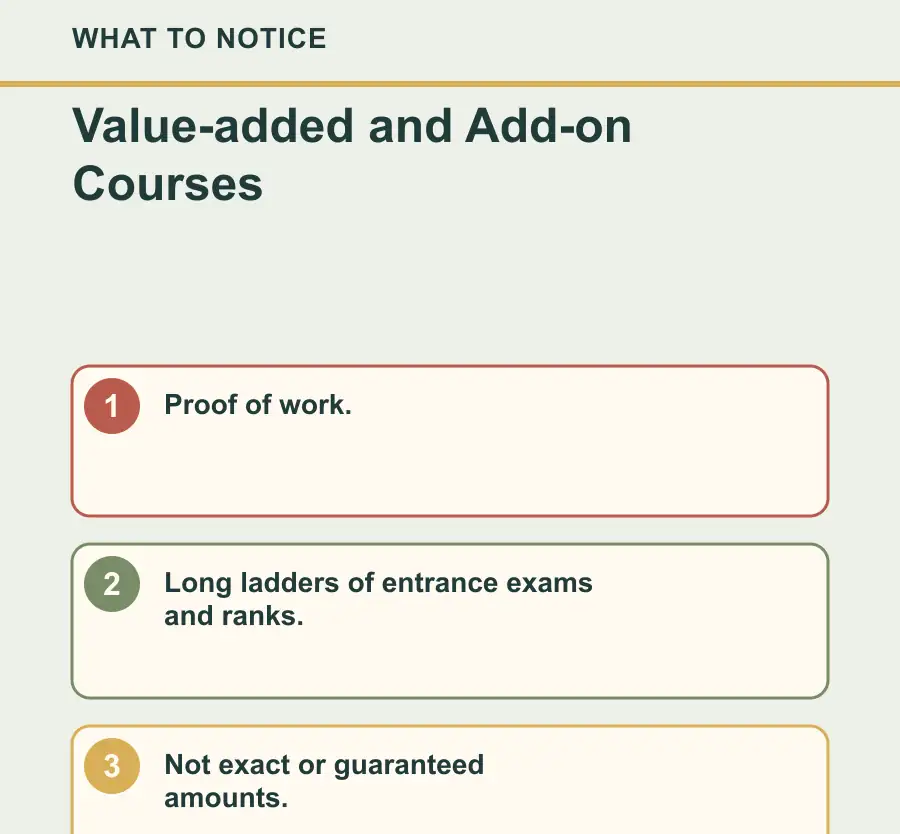 WHAT TO NOTICE
Value-added and Add-on
Courses
1
Proof of work.
2
Long ladders of entrance exams
and ranks.
3
Not exact or guaranteed
amounts.